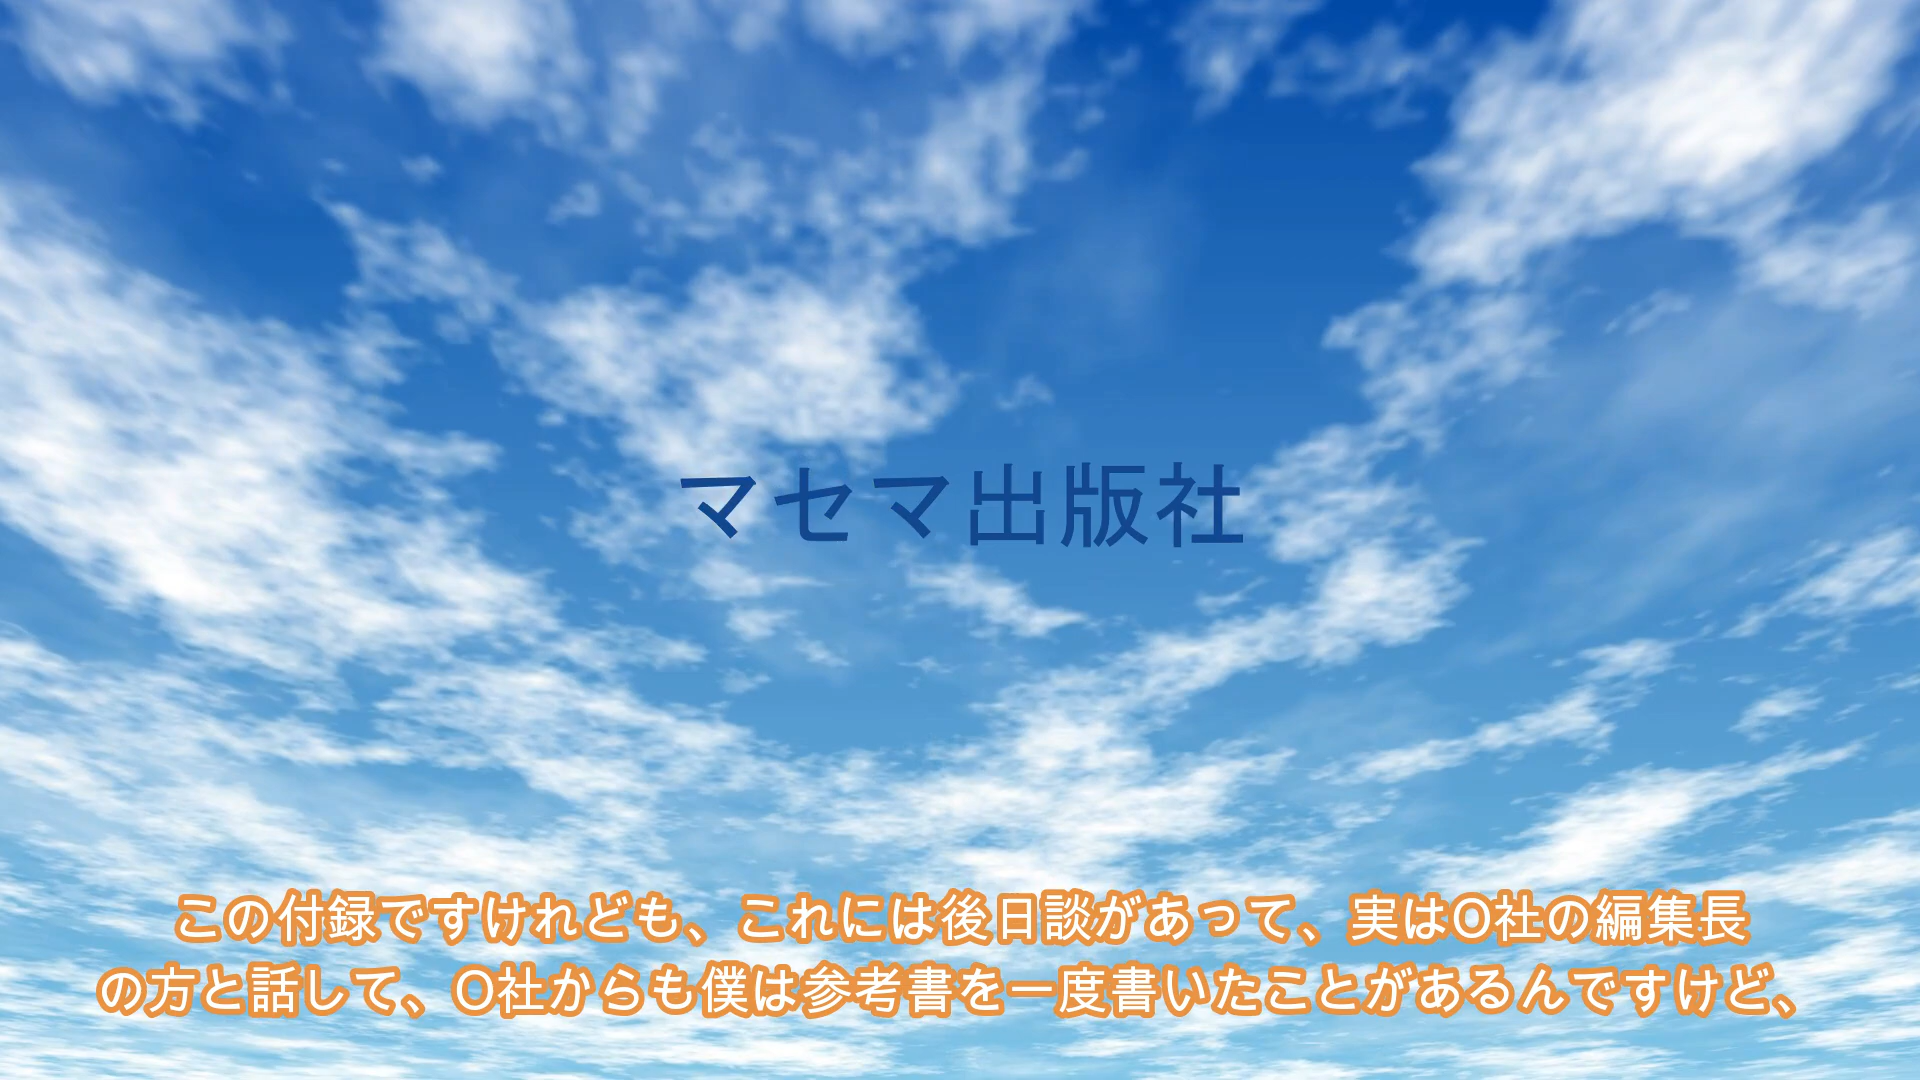 マセマ出版社
この付録ですけれども、これには後日談があって、実はO社の編集長
の方と話して、O社からも僕は参考書を一度書いたことがあるんですけど、